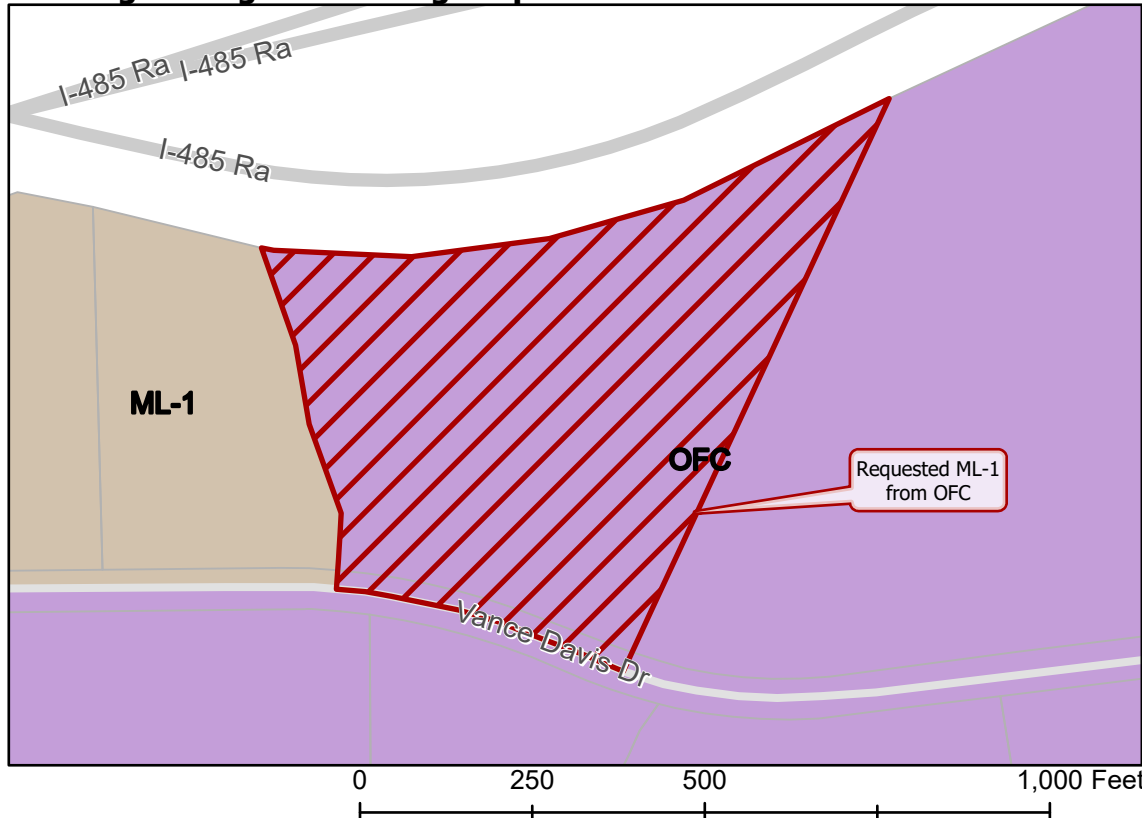 I-485 Ra
I-485 Ra
I-485 Ra
ML-1
OFC
Requested ML-1
from OFC
Vance Davis Dr
0 250 500 1,000 Feet